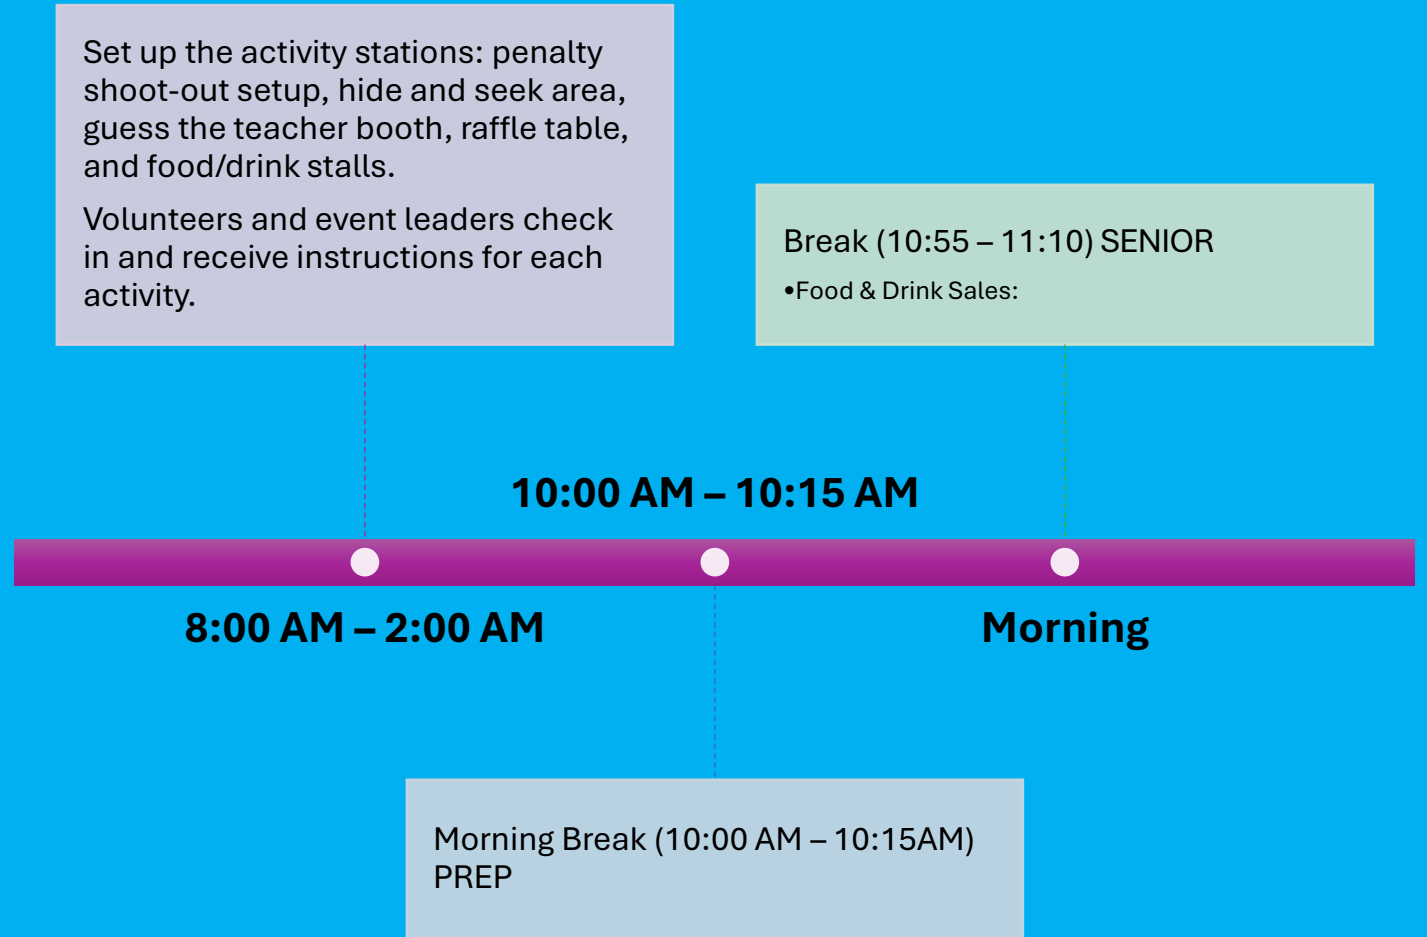 Set up the activity stations: penalty
shoot-out setup, hide and seek area,
guess the teacher booth, raffle table,
and food/drink stalls.
Volunteers and event leaders check
in and receive instructions for each
activity.
Break (10:55 – 11:10) SENIOR
•Food & Drink Sales:
10:00 AM – 10:15 AM
8:00 AM – 2:00 AM
Morning
Morning Break (10:00 AM – 10:15AM)
PREP